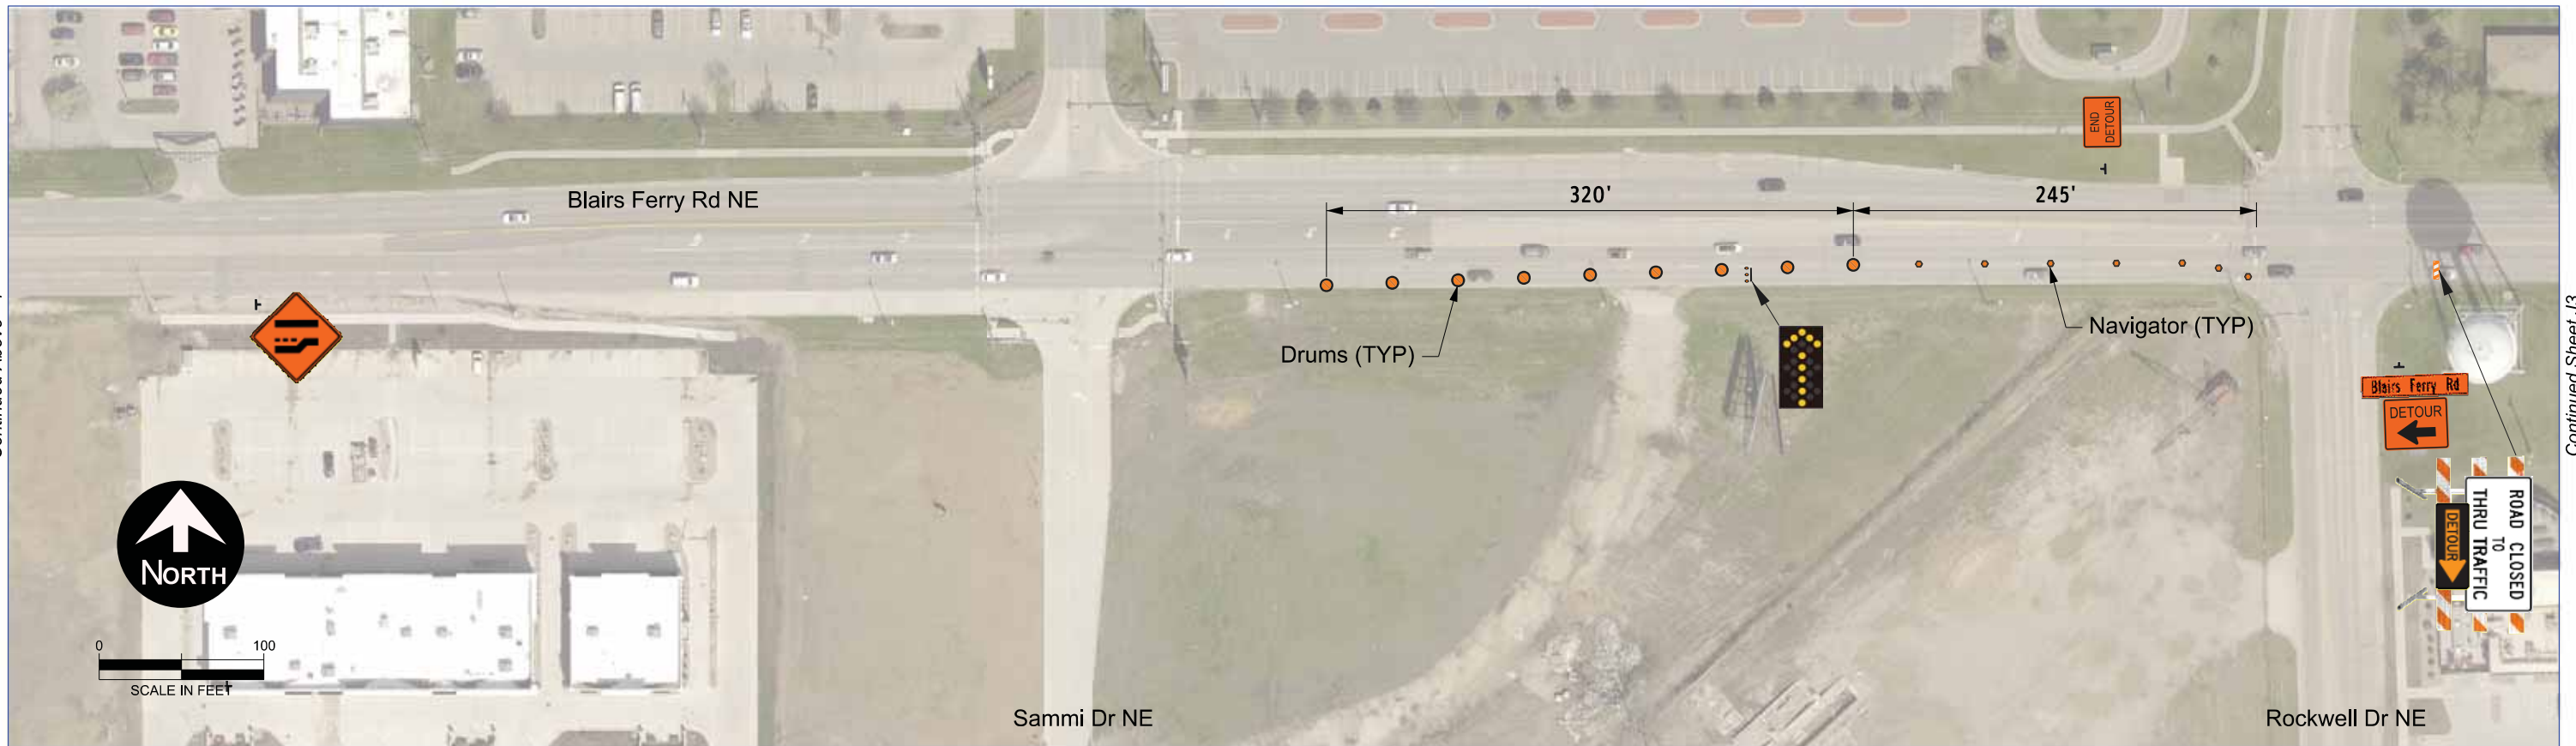 END
DETOUR
Blairs Ferry Rd NE
320'
245'
Drums (TYP)
Navigator (TYP)
Blairs Ferry Rd
DETOUR
ROAD CLOSED
TO
THRU TRAFFIC
DETOUR
NORTH
0
100
SCALE IN FEET
Sammi Dr NE
Rockwell Dr NE
Continued Sheet J3